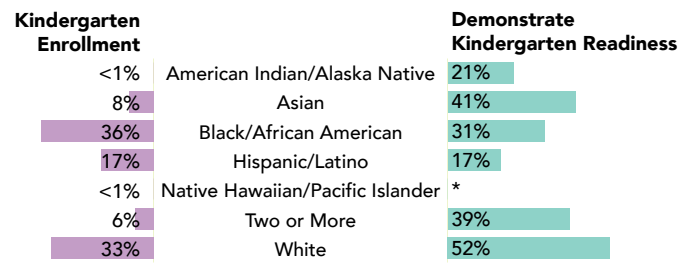 Kindergarten Enrollment Demonstrate Kindergarten Readiness
<1% American Indian/Alaska Native 21%
8% Asian 41%
36% Black/African American 31%
17% Hispanic/Latino 17%
<1% Native Hawaiian/Pacific Islander *
6% Two or More 39%
33% White 52%